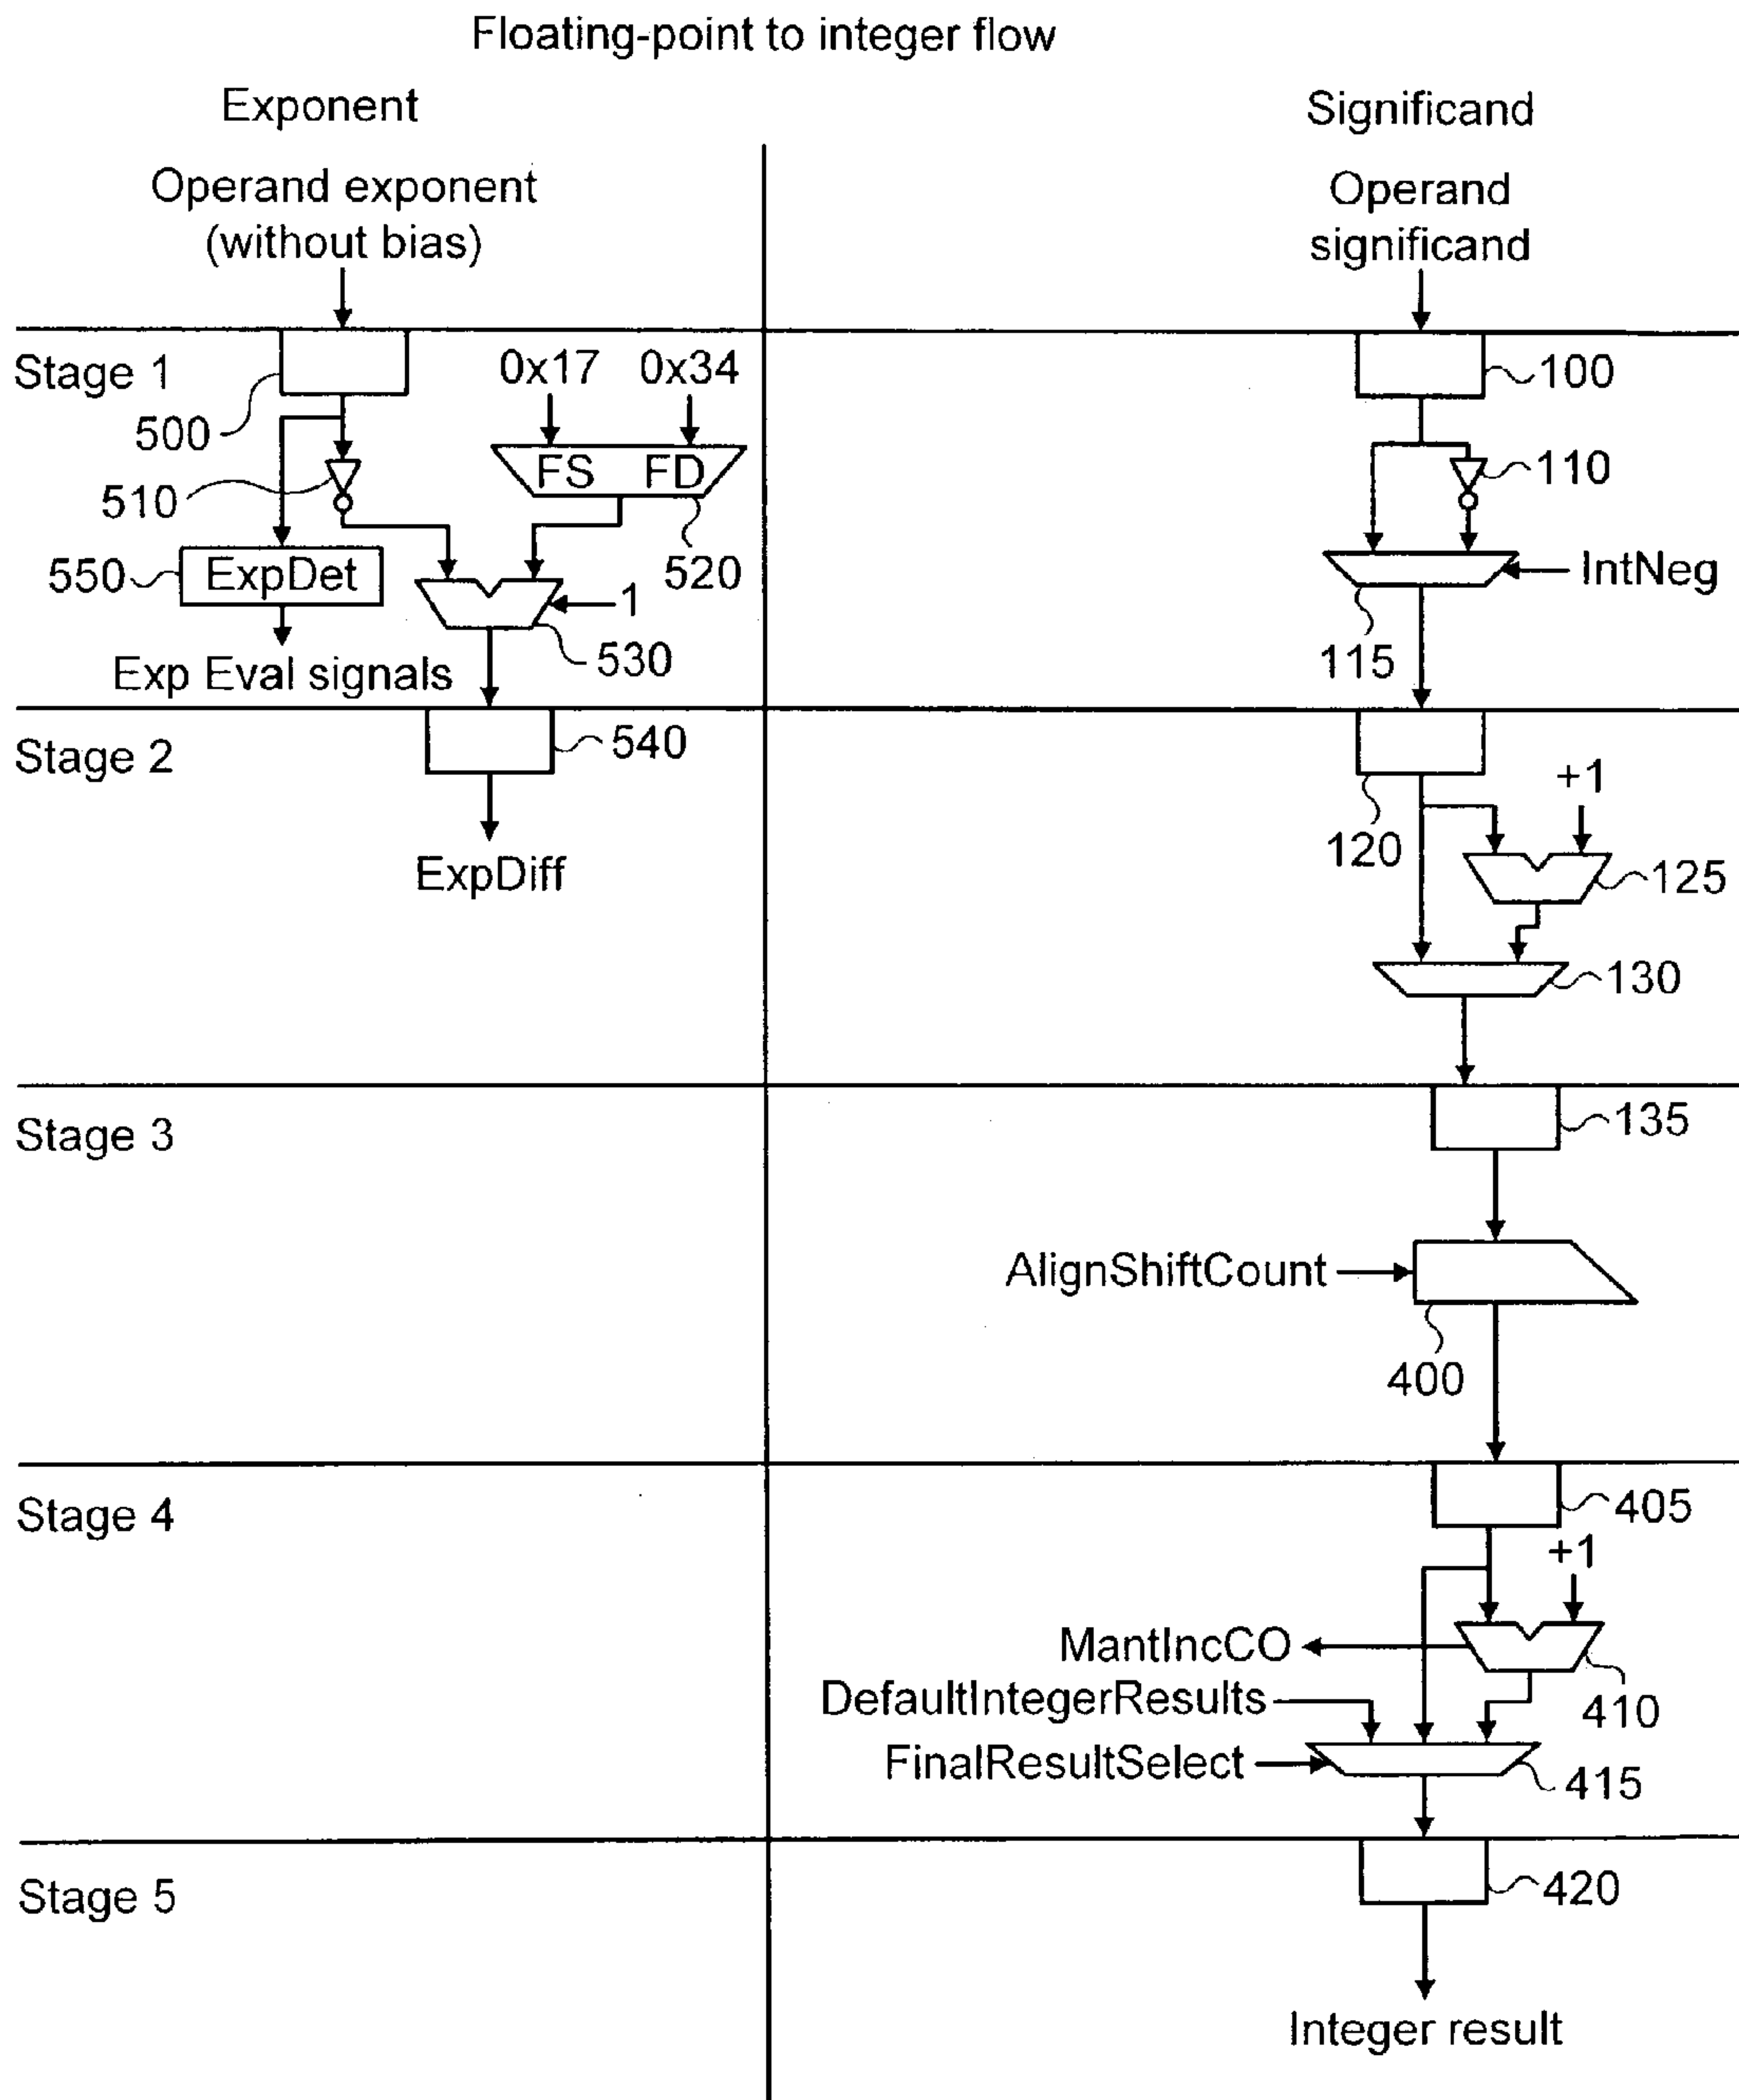 Floating-point to integer flow
Exponent
Significand
Operand exponent
(without bias)
Operand
significand
Stage 1
0x17 0x34
100
500
FS FD
110
510
520
550 ExpDet
1
IntNeg
530
115
Exp Eval signals
Stage 2
540
+1
120
125
ExpDiff
130
Stage 3
135
AlignShiftCount
400
Stage 4
405
+1
MantIncCO
DefaultIntegerResults
410
FinalResultSelect
415
Stage 5
420
Integer result